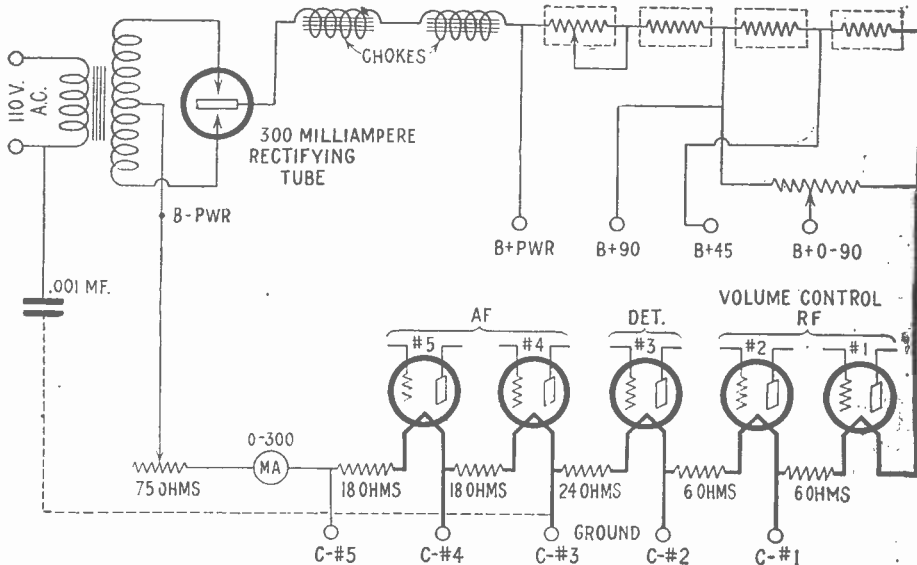 CHOKES
110 V.
A.C.
300 MILLIAMPERE
RECTIFYING
TUBE
B-PWR
B+PWR
B+90
B+45
B+0-90
.001 MF.
VOLUME CONTROL
AF
DET.
RF
#5
#4
#3
#2
#1
0-300
MA
75 OHMS
18 OHMS
18 OHMS
24 OHMS
6 OHMS
6 OHMS
GROUND
C-#5
C-#4
C-#3
C-#2
C-#1